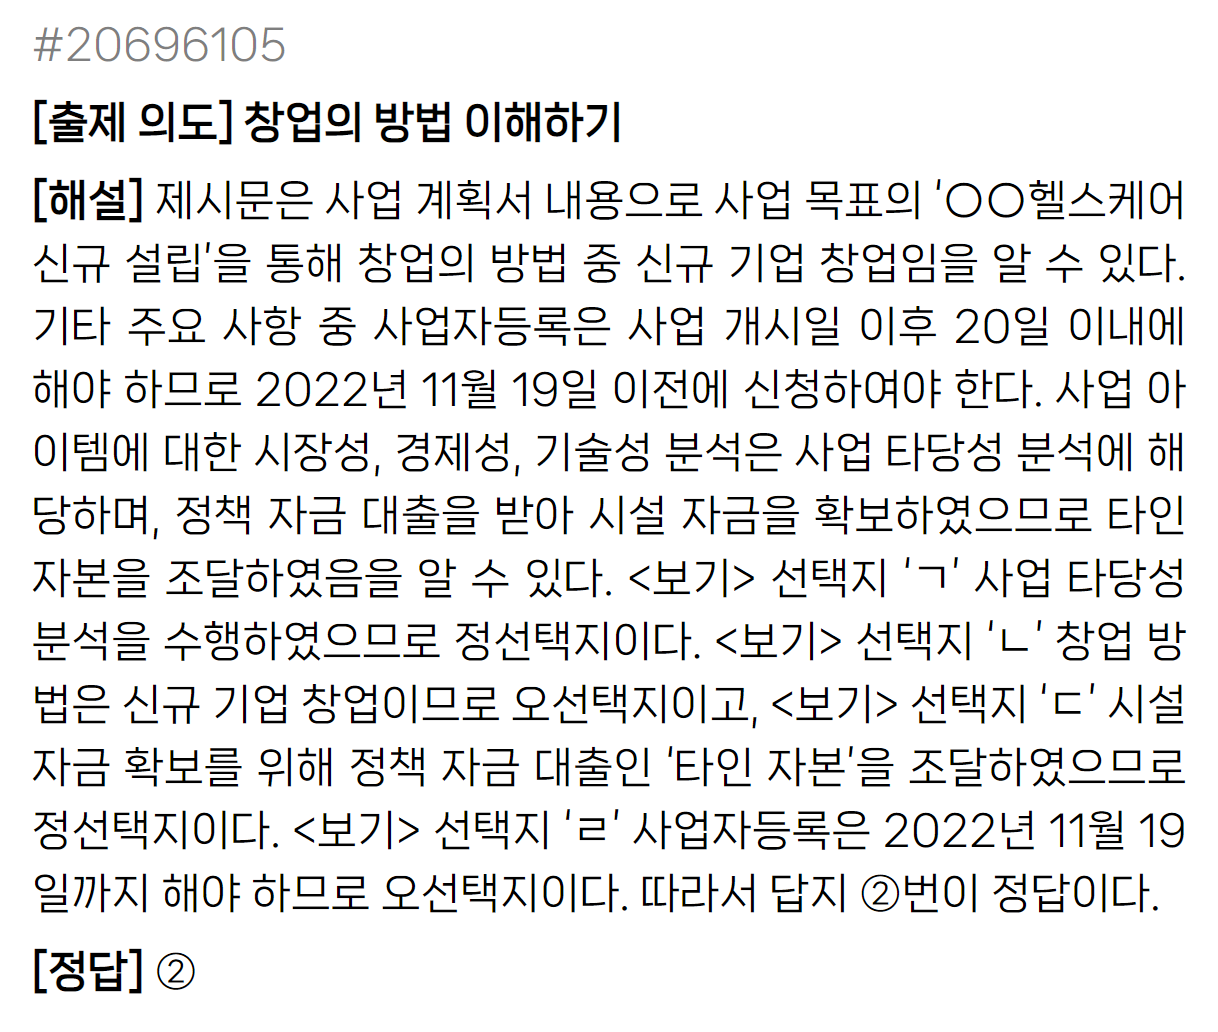 #20696105
[출제 의도] 창업의 방법 이해하기
[해설] 제시문은 사업 계획서 내용으로 사업 목표의 '○○헬스케어
신규 설립'을 통해 창업의 방법 중 신규 기업 창업임을 알 수 있다.
기타 주요 사항 중 사업자등록은 사업 개시일 이후 20일 이내에
해야 하므로 2022년 11월 19일 이전에 신청하여야 한다. 사업 아
이템에 대한 시장성, 경제성, 기술성 분석은 사업 타당성 분석에 해
당하며, 정책 자금 대출을 받아 시설 자금을 확보하였으므로 타인
자본을 조달하였음을 알 수 있다. <보기> 선택지 'ㄱ' 사업 타당성
분석을 수행하였으므로 정선택지이다. <보기> 선택지 'ㄴ' 창업 방
법은 신규 기업 창업이므로 오선택지이고, <보기> 선택지 'ㄷ' 시설
자금 확보를 위해 정책 자금 대출인 '타인 자본'을 조달하였으므로
정선택지이다. <보기> 선택지 'ㄹ' 사업자등록은 2022년 11월 19
일까지 해야 하므로 오선택지이다. 따라서 답지 ②번이 정답이다.
[정답] ②